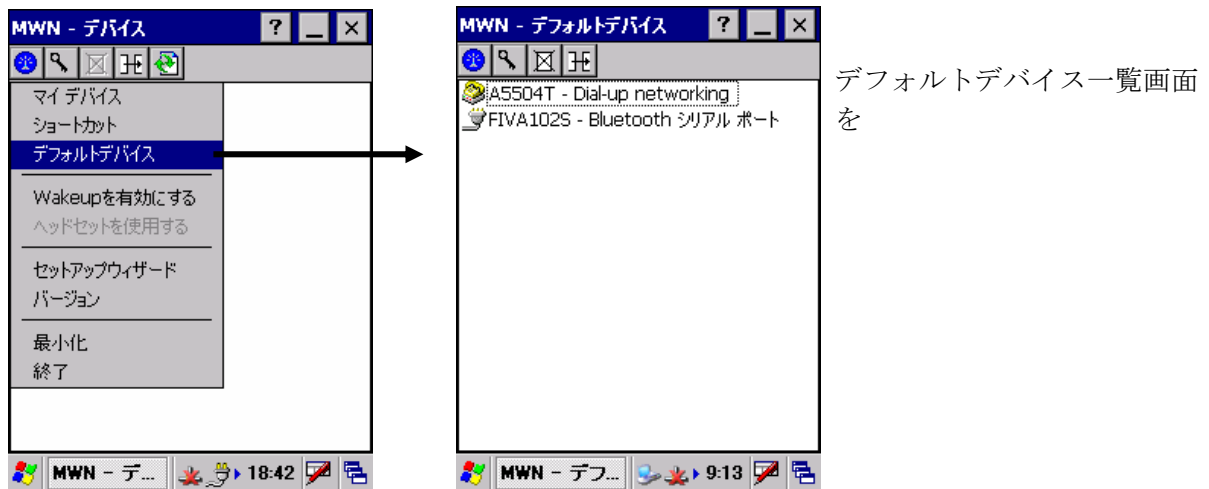 MWN - デバイス
マイ デバイス
ショートカット
デフォルトデバイス
Wakeupを有効にする
ヘッドセットを使用する
セットアップウィザード
バージョン
最小化
終了
MWN - デ... 18:42
MWN - デフォルトデバイス
A5504T - Dial-up networking
FIVA102S - Bluetooth シリアル ポート
MWN - デフ... 9:13
デフォルトデバイス一覧画面
を